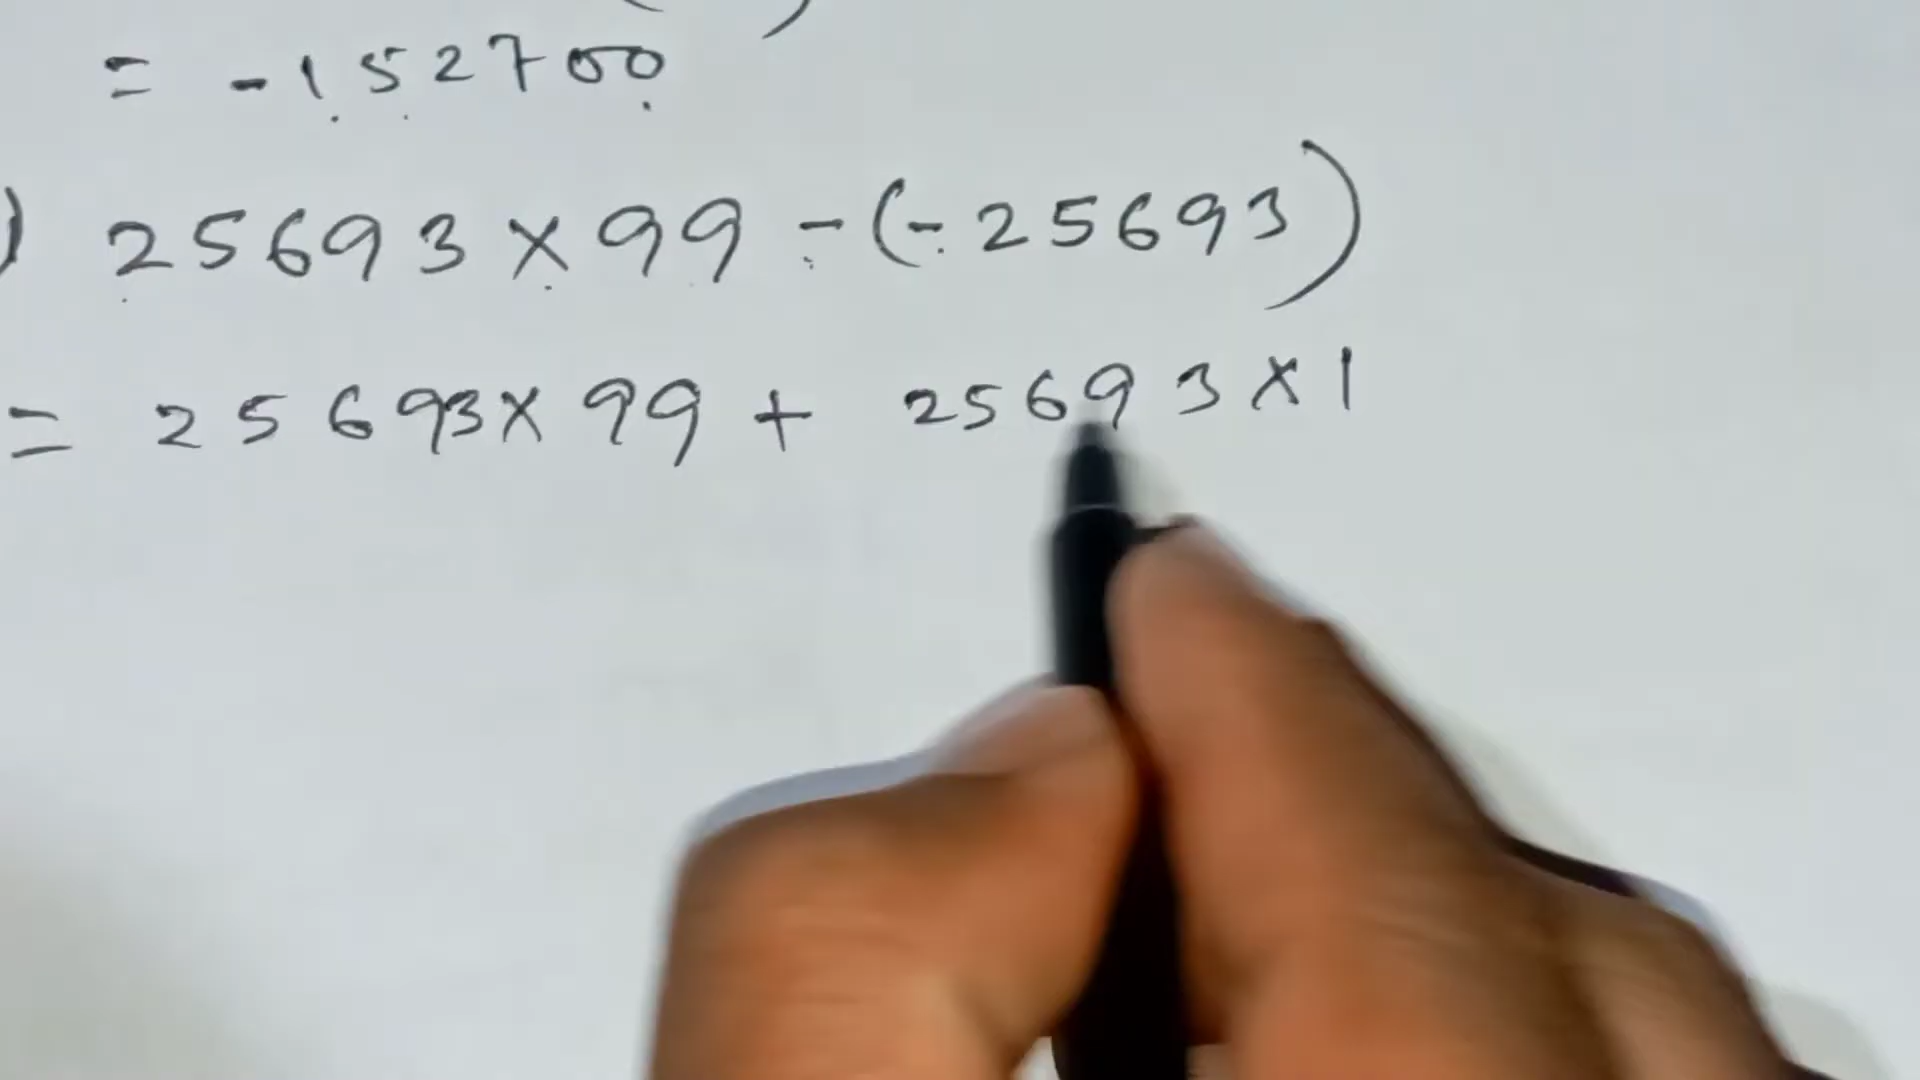 = -152700
) 25693 × 99 - (-25693)
= 25693 × 99 + 25693 × 1